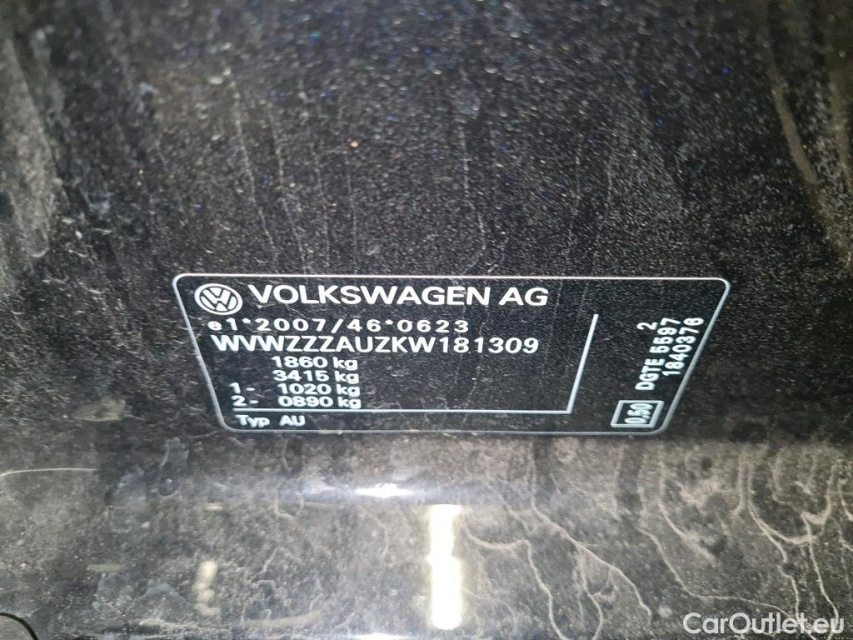 VOLKSWAGEN AG
e1*2007/46*0623
WVWZZZAUZKW181309
1860 kg
3415 kg
1- 1020 kg
2- 0890 kg
Typ AU
2
DGTE 5597
1840376
0.50
CarOutlet.eu